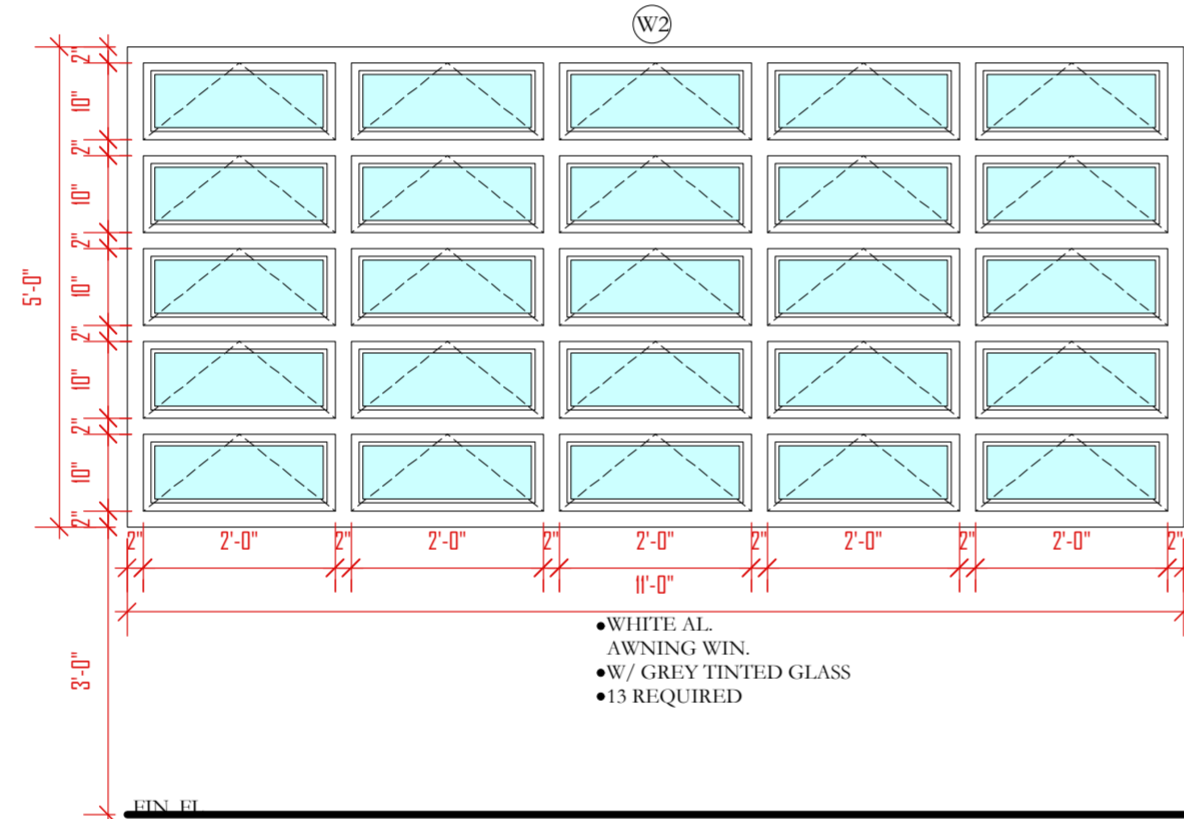 W2
2"
10"
2"
10"
2"
10"
2"
10"
2"
10"
2"
5'-0"
2" 2'-0" 2" 2'-0" 2" 2'-0" 2" 2'-0" 2" 2'-0" 2"
11'-0"
3'-0"
•WHITE AL.
AWNING WIN.
•W/ GREY TINTED GLASS
•13 REQUIRED
FIN. FL.